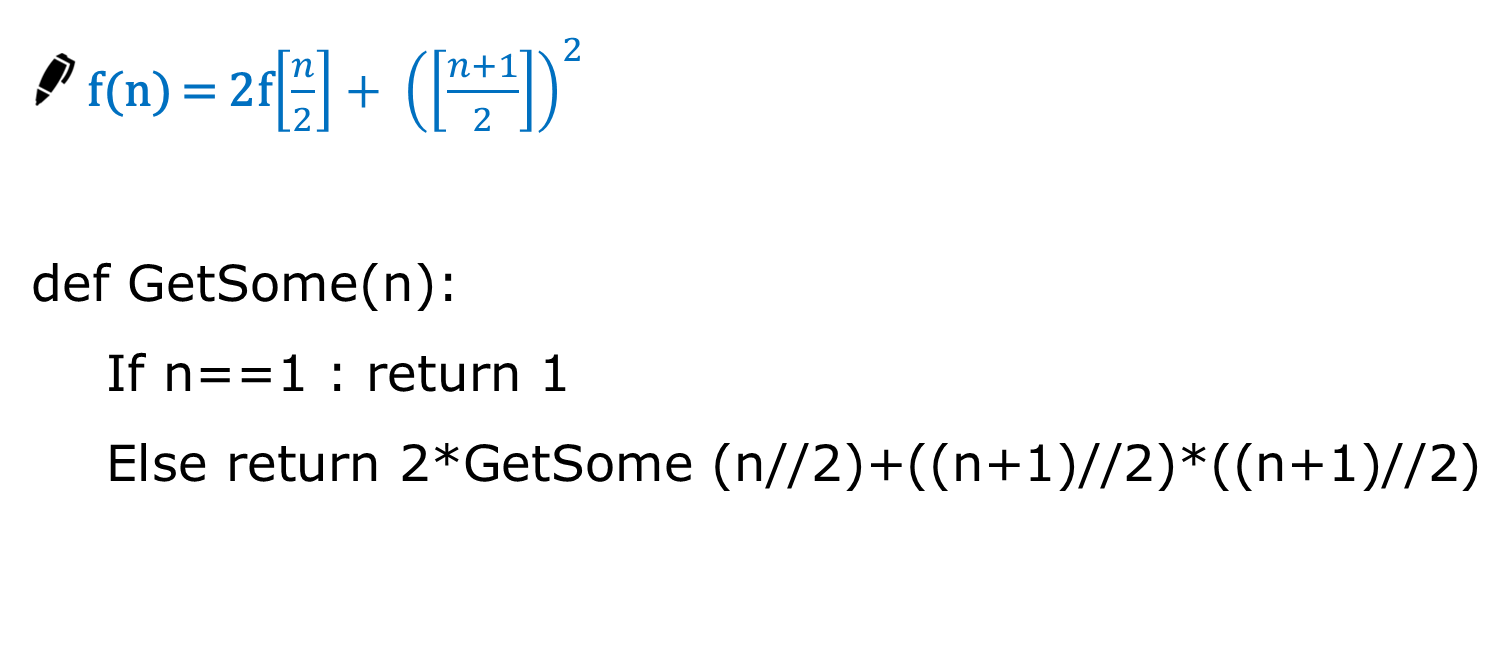 f(n) = 2f[n/2] + ([n+1/2])²
def GetSome(n):
If n==1 : return 1
Else return 2*GetSome (n//2)+((n+1)//2)*((n+1)//2)